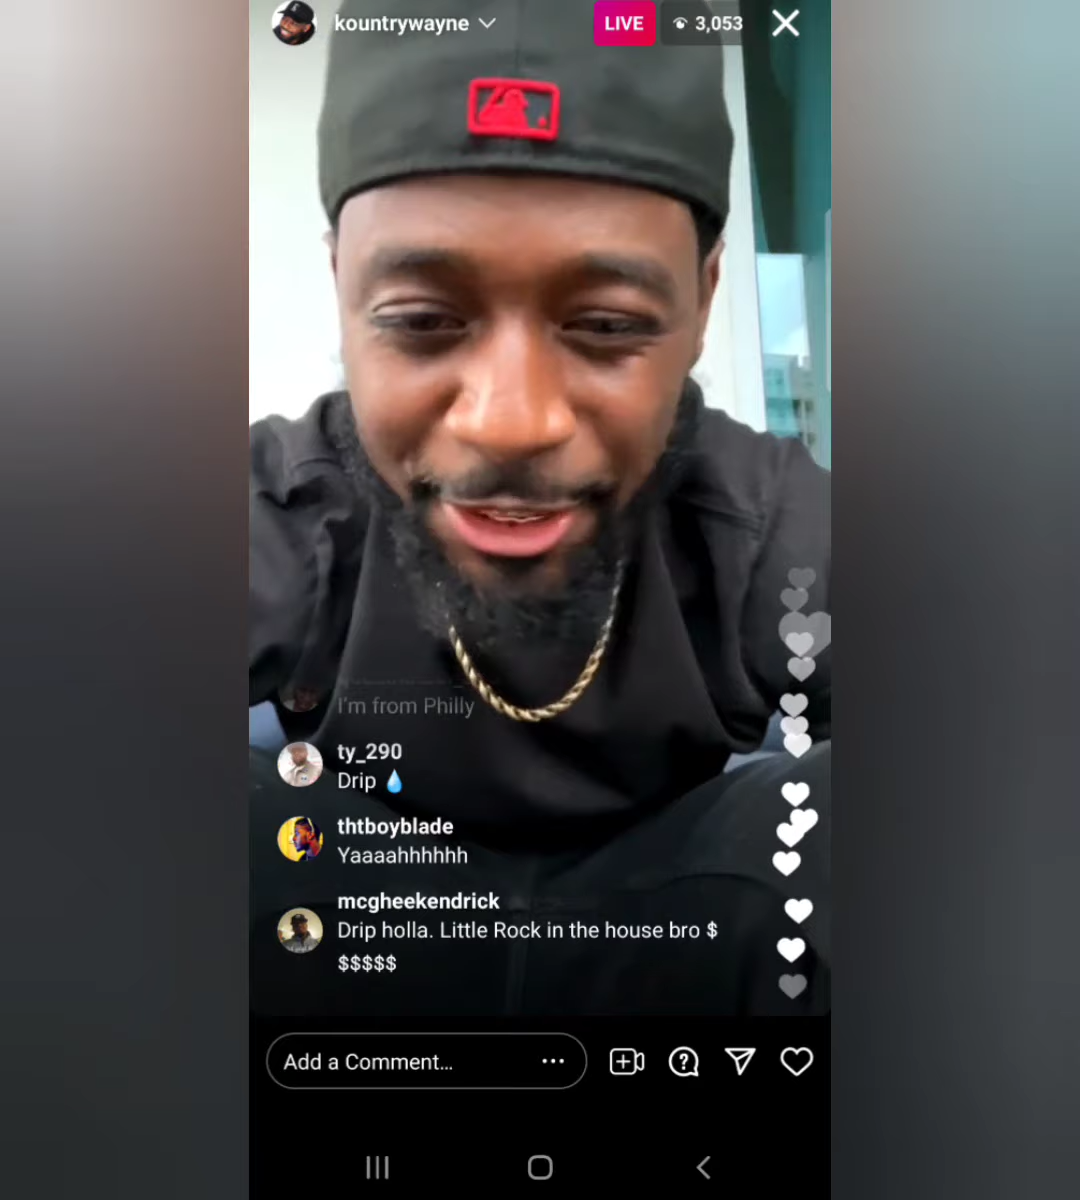 kountrywayne
LIVE
3,053
I'm from Philly
ty_290
Drip 💧
thtboyblade
Yaaaahhhhhh
mcgheekendrick
Drip holla. Little Rock in the house bro $
$$$$$
Add a Comment...